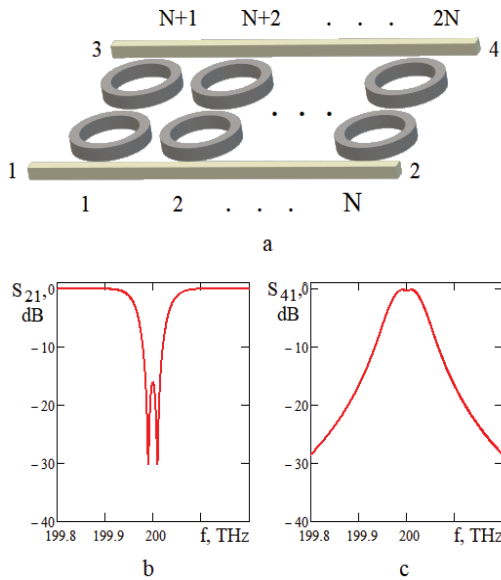 N+1 N+2 . . . 2N
3 4
. . .
1 2
1 2 . . . N
a
S21, dB
0
−10
−20
−30
−40
199.8 199.9 200 f, THz
b
S41, dB
0
−10
−20
−30
−40
199.8 199.9 200 f, THz
c